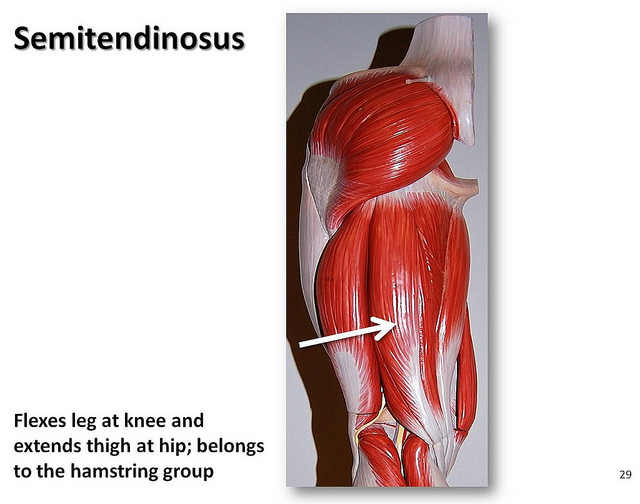 Semitendinosus
Flexes leg at knee and
extends thigh at hip; belongs
to the hamstring group
29